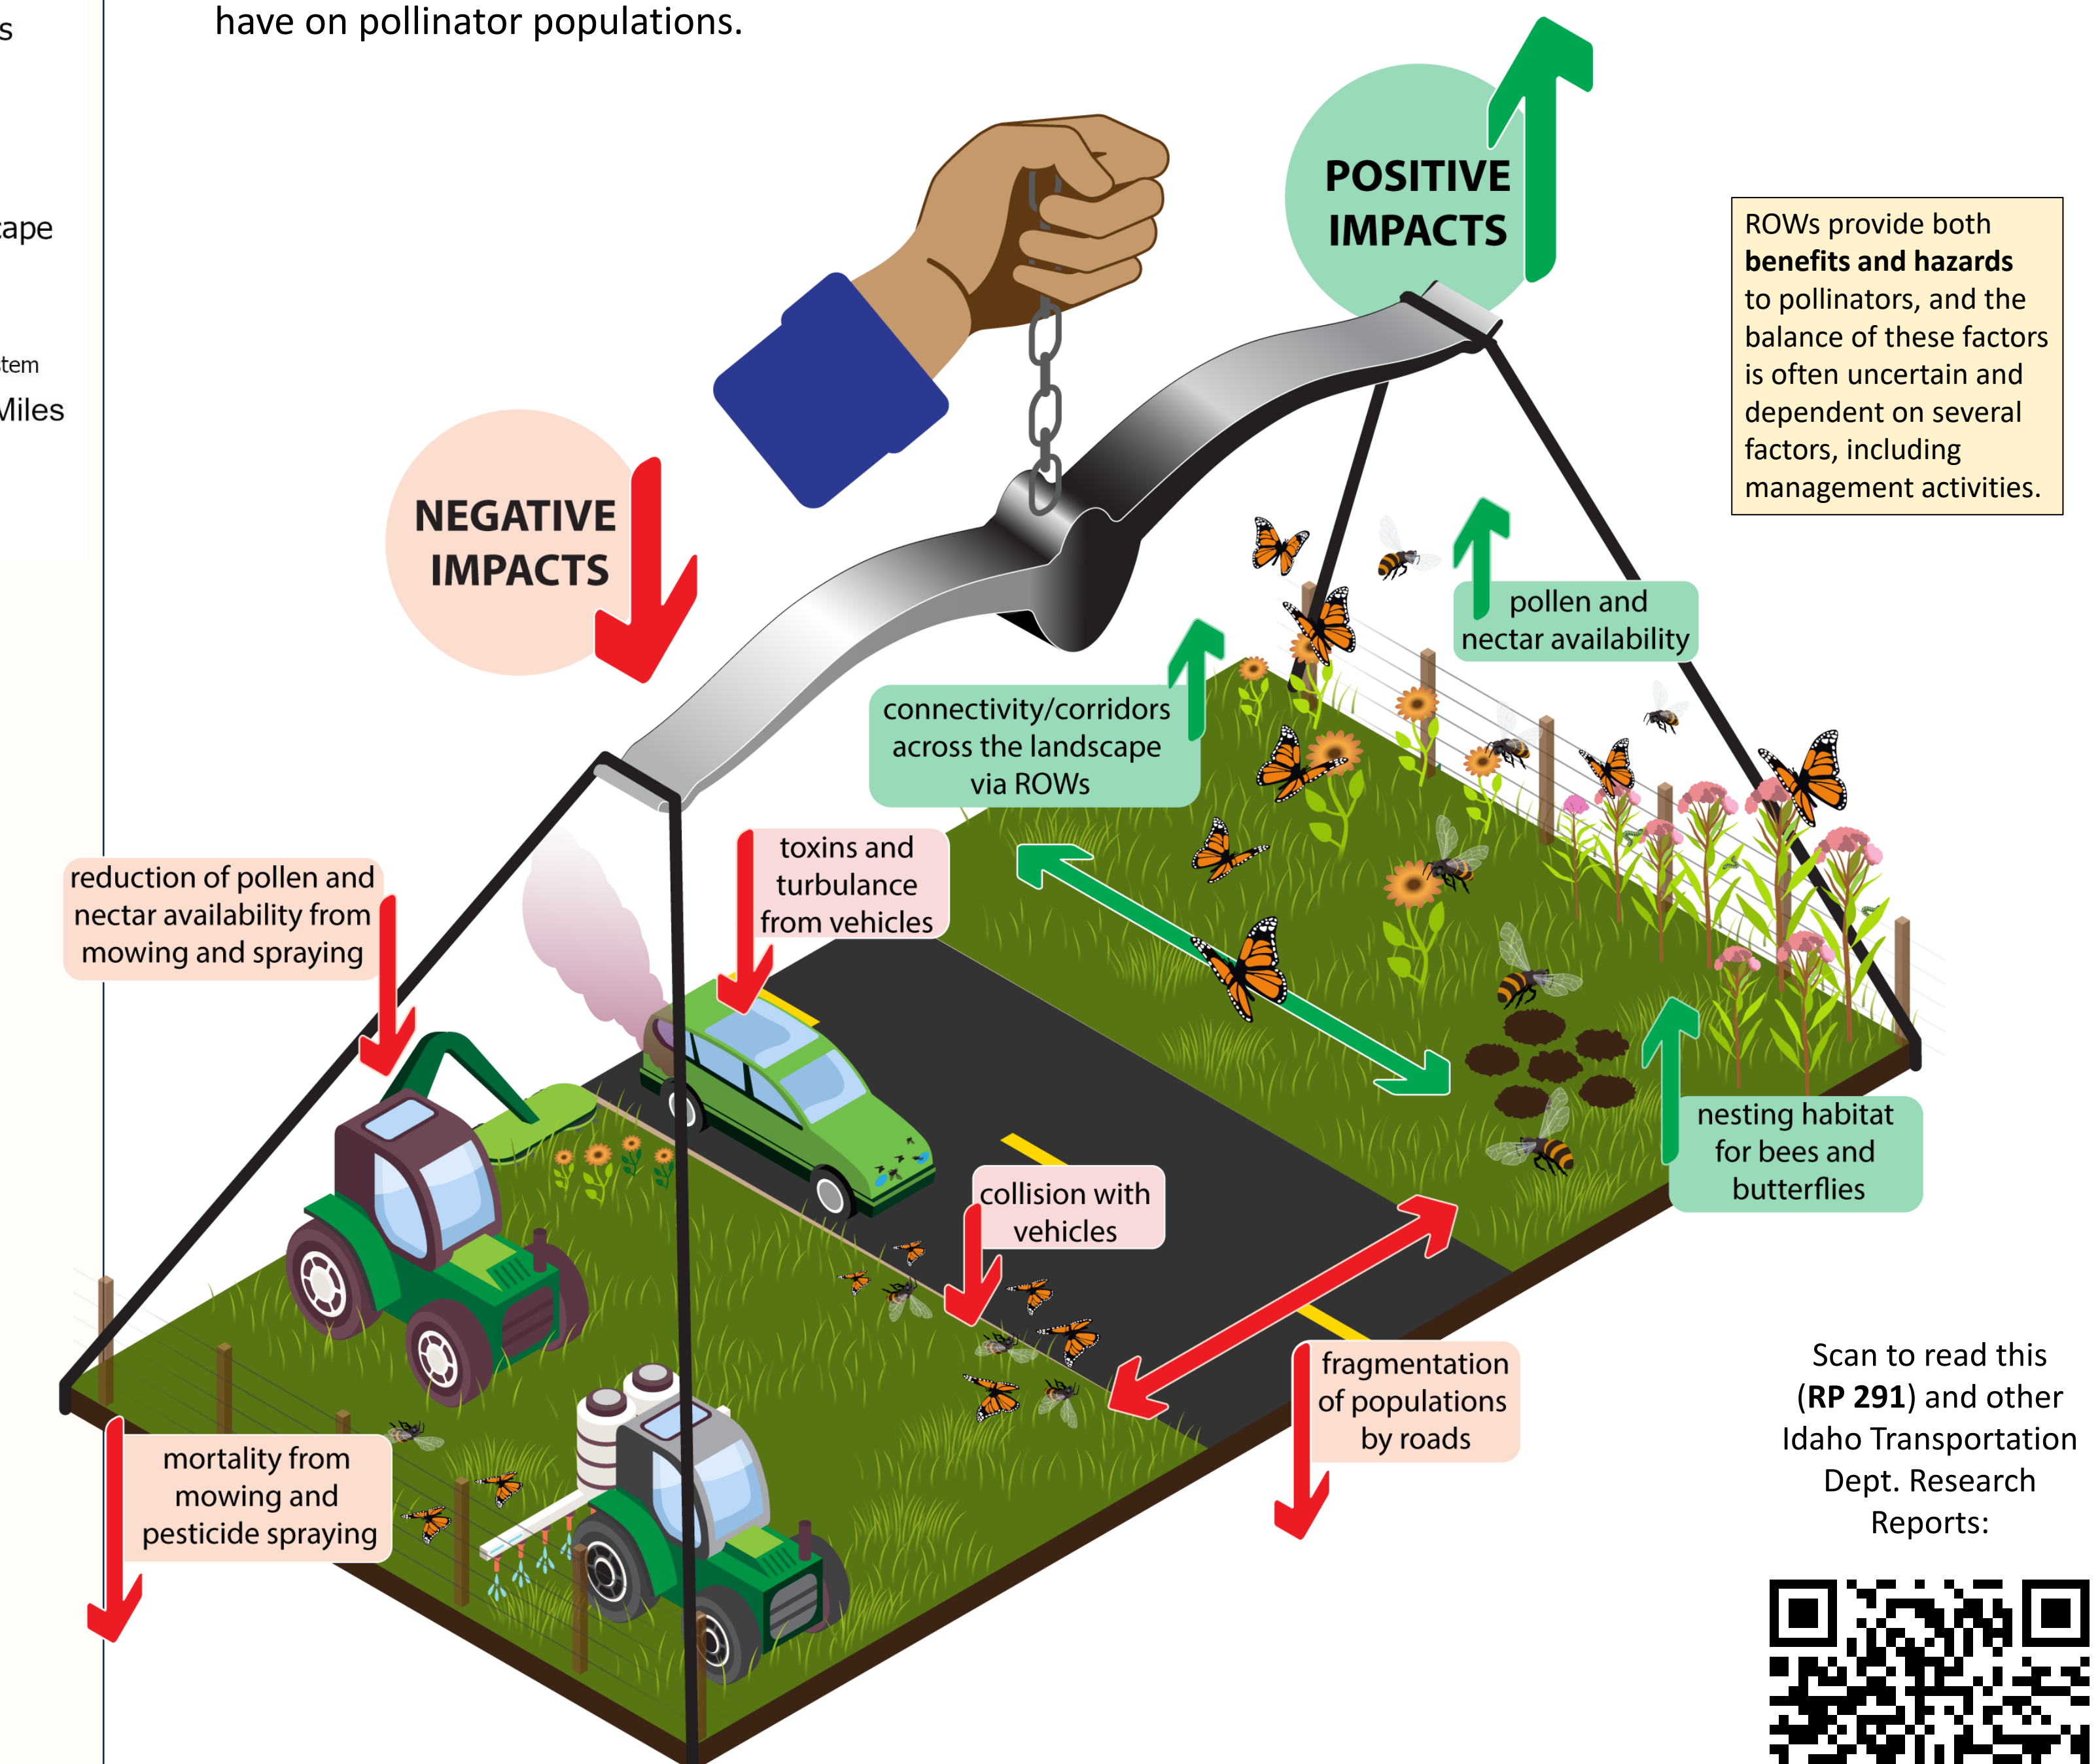 s
cape
stem
Miles
have on pollinator populations.
POSITIVE
IMPACTS
NEGATIVE
IMPACTS
ROWs provide both
benefits and hazards
to pollinators, and the
balance of these factors
is often uncertain and
dependent on several
factors, including
management activities.
pollen and
nectar availability
connectivity/corridors
across the landscape
via ROWs
toxins and
turbulance
from vehicles
reduction of pollen and
nectar availability from
mowing and spraying
nesting habitat
for bees and
butterflies
collision with
vehicles
fragmentation
of populations
by roads
mortality from
mowing and
pesticide spraying
Scan to read this
(RP 291) and other
Idaho Transportation
Dept. Research
Reports: